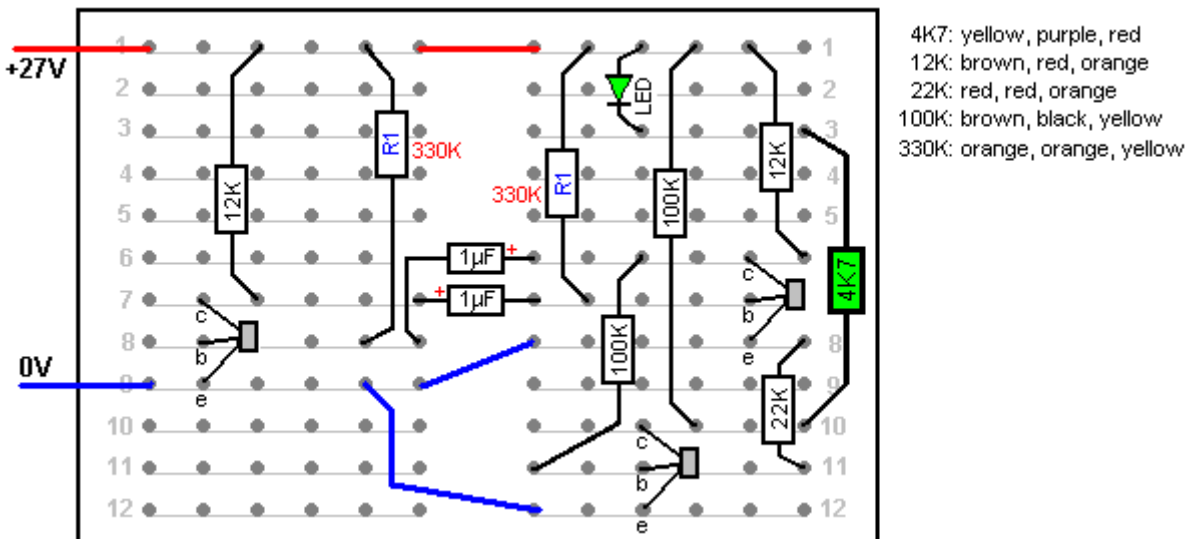 4K7: yellow, purple, red
12K: brown, red, orange
22K: red, red, orange
100K: brown, black, yellow
330K: orange, orange, yellow
1 1
+27V
2 LED 2
3 R1 330K 3
4 12K 4
330K R1 100K
5 12K 5
6 1µF + 6
c 4K7
7 + 1µF b 7
c
8 b 100K e 8
0V
9 e 22K 9
10 c 10
11 b 11
12 e 12